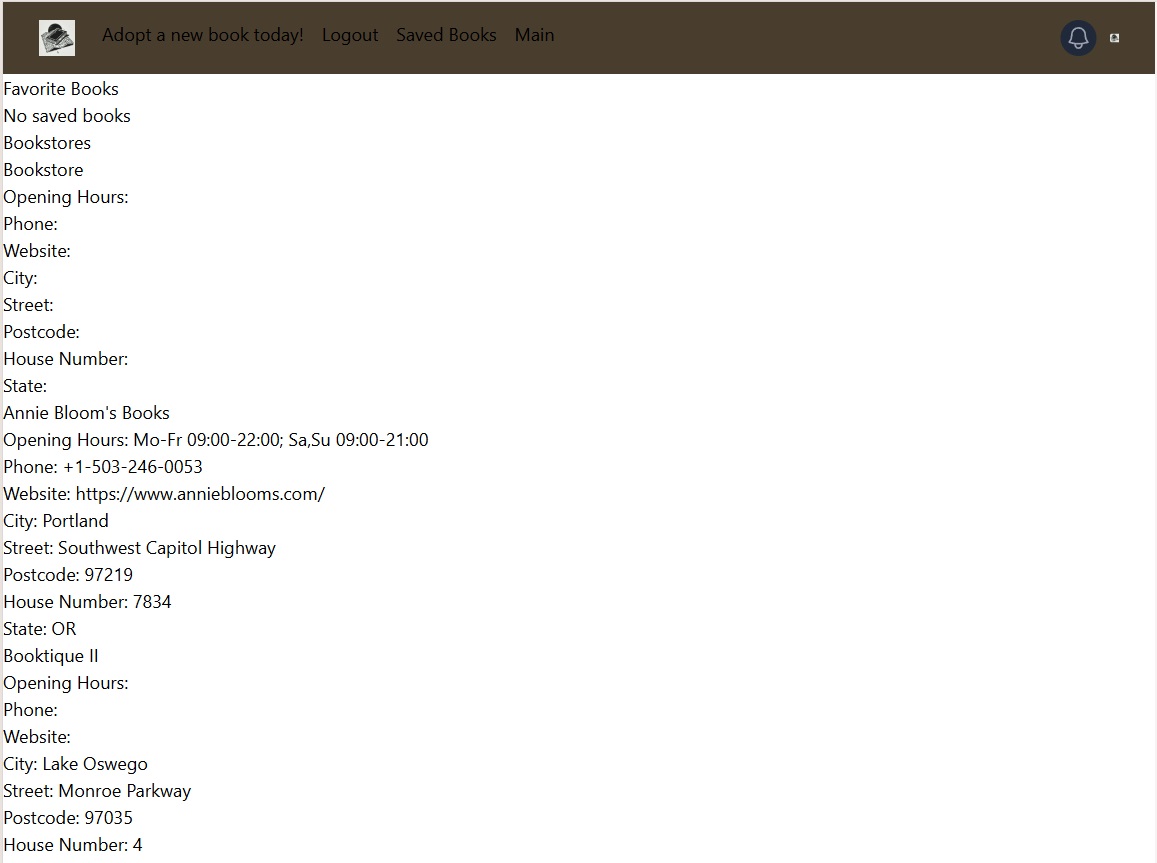 Adopt a new book today! Logout Saved Books Main
Favorite Books
No saved books
Bookstores
Bookstore
Opening Hours:
Phone:
Website:
City:
Street:
Postcode:
House Number:
State:
Annie Bloom's Books
Opening Hours: Mo-Fr 09:00-22:00; Sa,Su 09:00-21:00
Phone: +1-503-246-0053
Website: https://www.annieblooms.com/
City: Portland
Street: Southwest Capitol Highway
Postcode: 97219
House Number: 7834
State: OR
Booktique II
Opening Hours:
Phone:
Website:
City: Lake Oswego
Street: Monroe Parkway
Postcode: 97035
House Number: 4